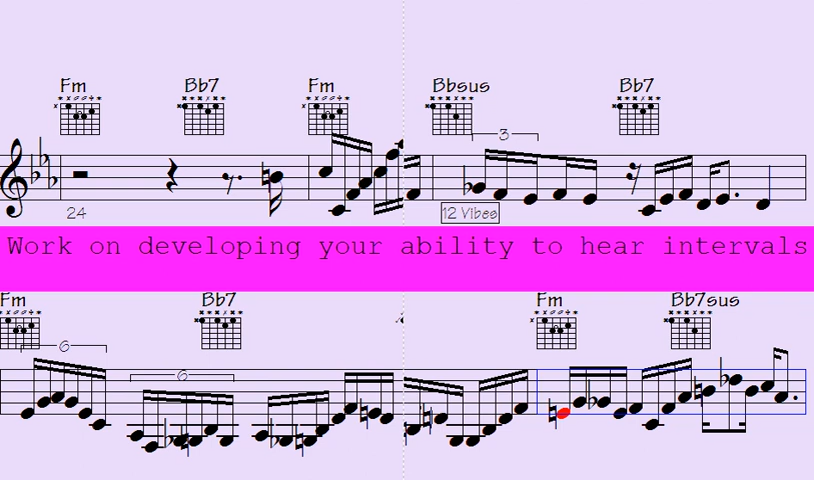 Fm Bb7 Fm Bbsus Bb7
3
24 12 Vibes
Work on developing your ability to hear intervals
Fm Bb7 Fm Bb7sus
6 6